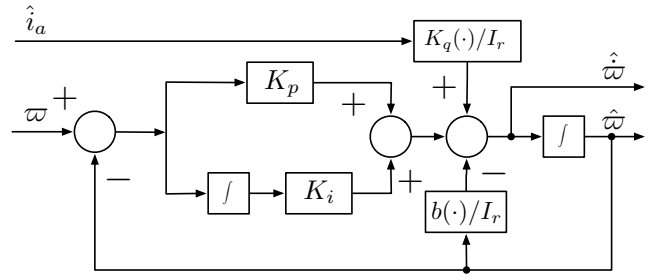 î_a
K_q(·)/I_r
+
K_p
+
ϖ̂̇
ϖ
+
ϖ̂
∫
−
∫
K_i
+
−
b(·)/I_r